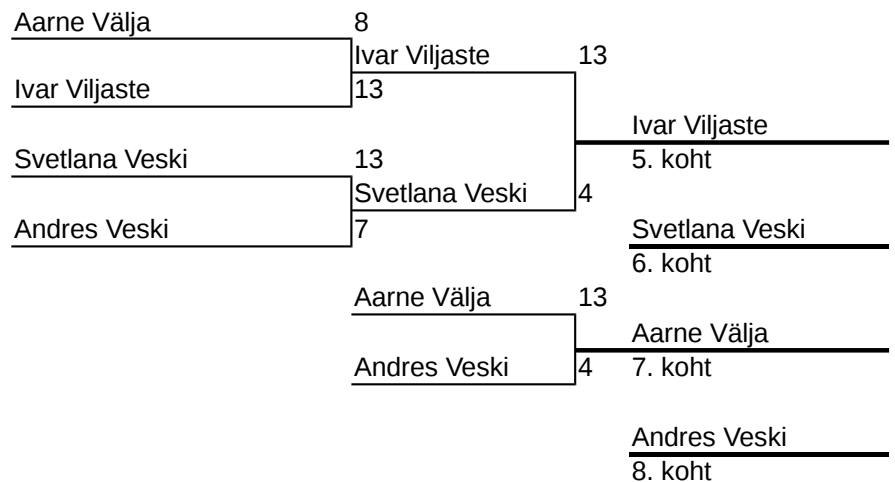 Aarne Välja 8
Ivar Viljaste 13
Ivar Viljaste 13
Ivar Viljaste
Svetlana Veski 13
5. koht
Svetlana Veski 4
Andres Veski 7
Svetlana Veski
6. koht
Aarne Välja 13
Aarne Välja
Andres Veski 4
7. koht
Andres Veski
8. koht